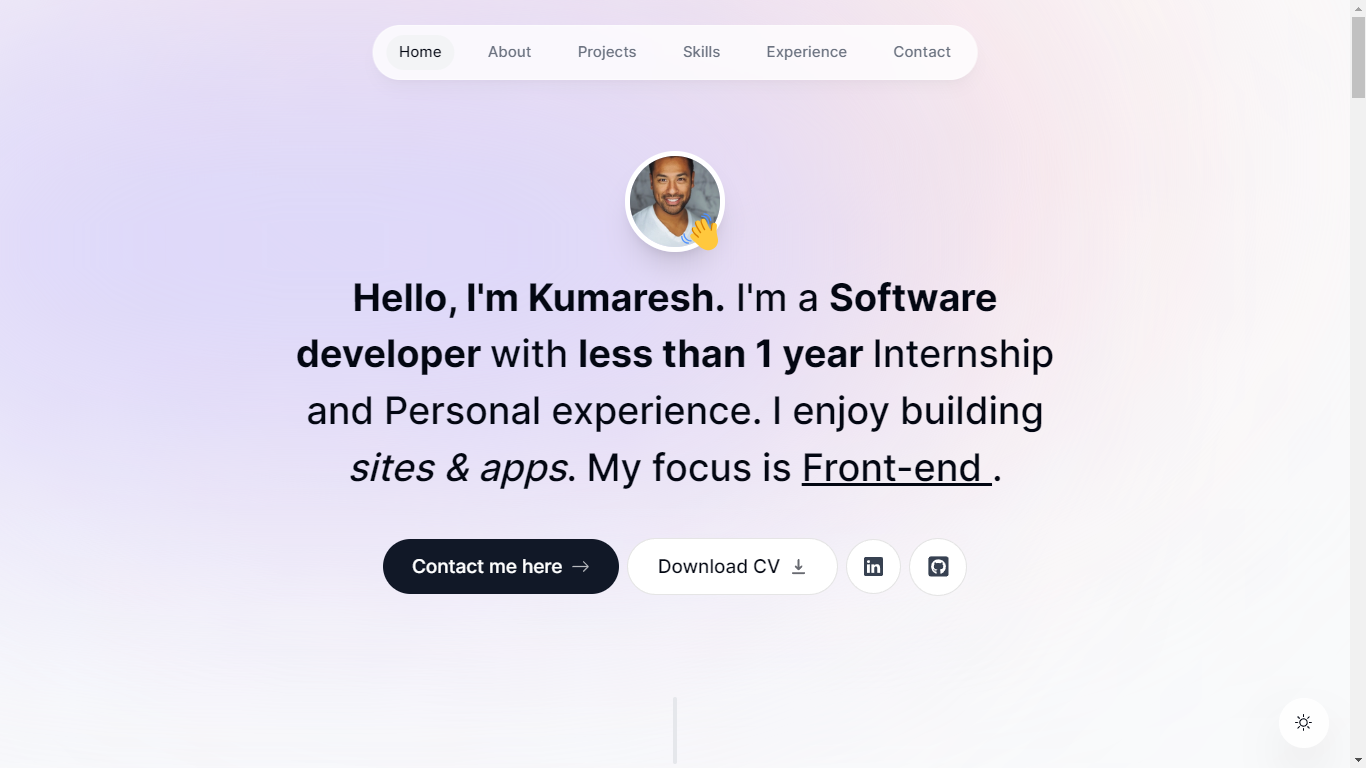 Home About Projects Skills Experience Contact
Hello, I'm Kumaresh. I'm a Software
developer with less than 1 year Internship
and Personal experience. I enjoy building
sites & apps. My focus is Front-end .
Contact me here → Download CV in